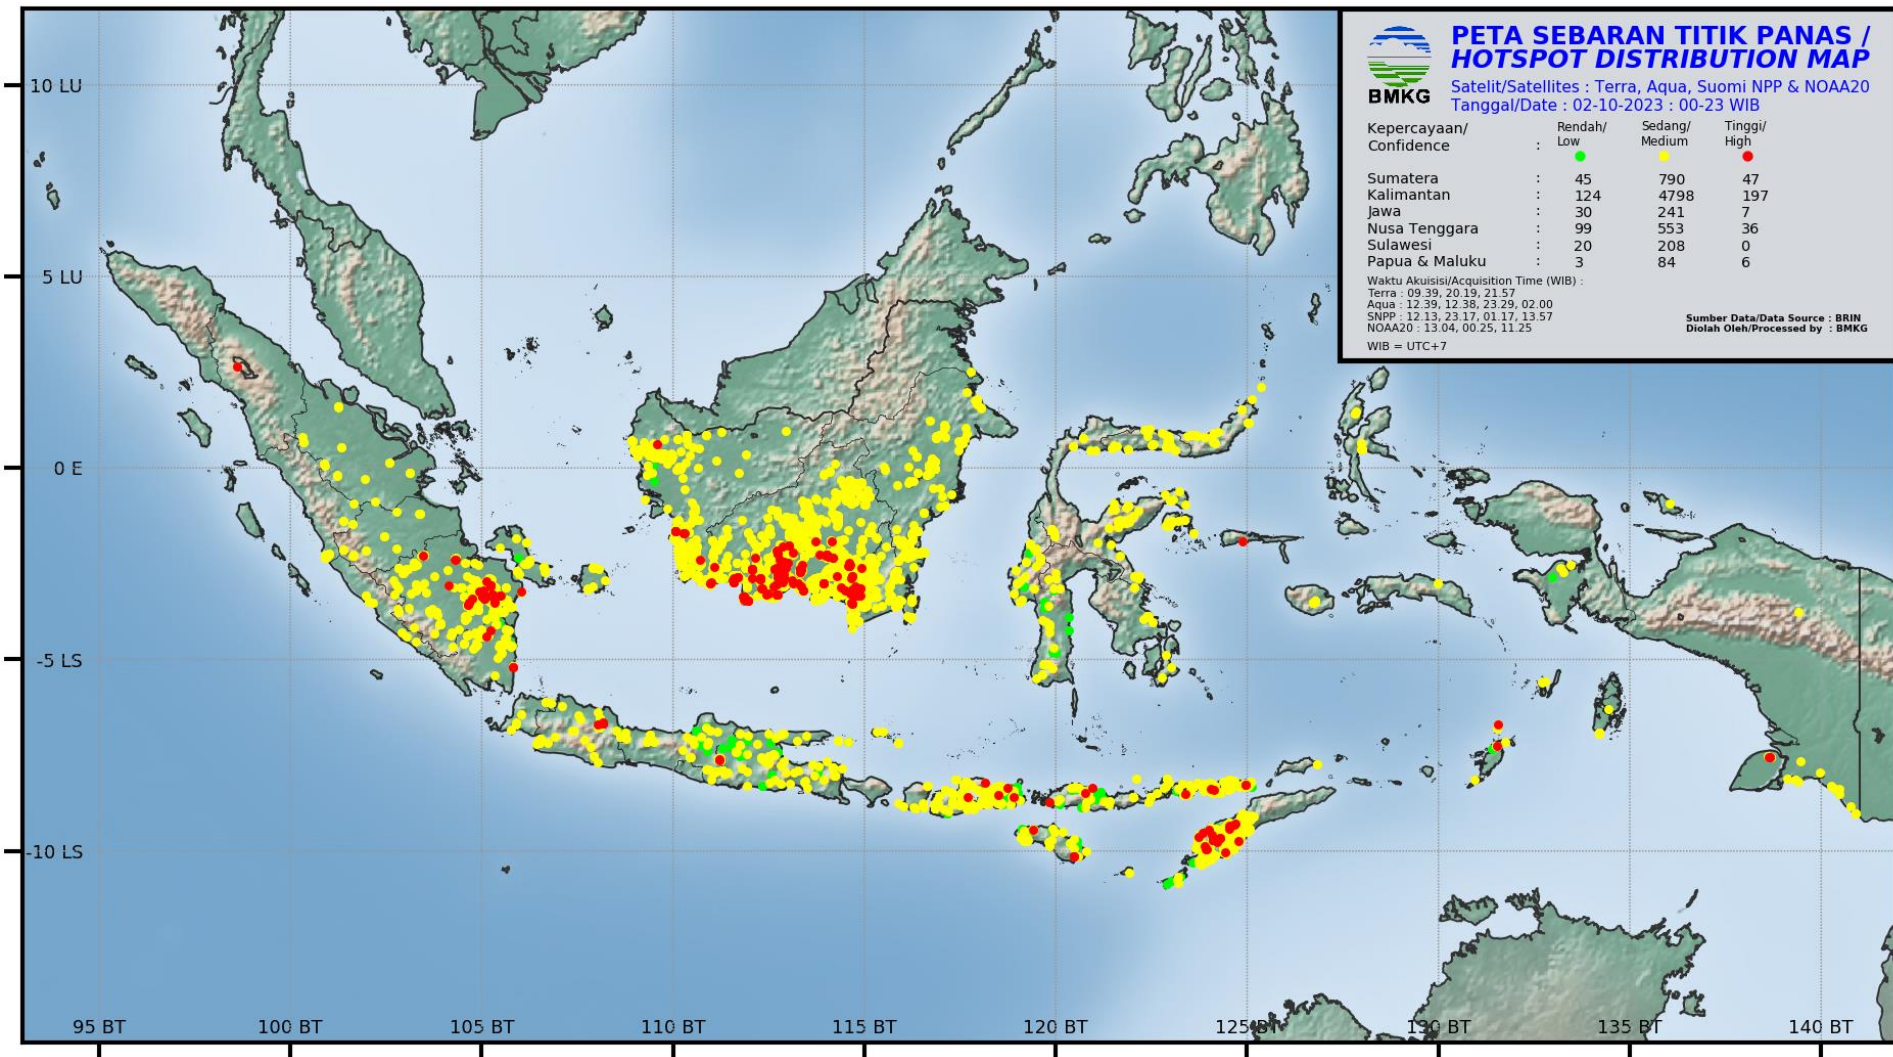 PETA SEBARAN TITIK PANAS /
HOTSPOT DISTRIBUTION MAP
BMKG
Satelit/Satellites : Terra, Aqua, Suomi NPP & NOAA20
Tanggal/Date : 02-10-2023 : 00-23 WIB
Kepercayaan/ Confidence : Rendah/ Low Sedang/ Medium Tinggi/ High
Sumatera : 45 790 47
Kalimantan : 124 4798 197
Jawa : 30 241 7
Nusa Tenggara : 99 553 36
Sulawesi : 20 208 0
Papua & Maluku : 3 84 6
Waktu Akuisisi/Acquisition Time (WIB) :
Terra : 09.39, 20.19, 21.57
Aqua : 12.39, 12.38, 23.29, 02.00
SNPP : 12.13, 23.17, 01.17, 13.57
NOAA20 : 13.04, 00.25, 11.25
Sumber Data/Data Source : BRIN
Diolah Oleh/Processed by : BMKG
WIB = UTC+7
10 LU
5 LU
0 E
-5 LS
-10 LS
95 BT 100 BT 105 BT 110 BT 115 BT 120 BT 125 BT 130 BT 135 BT 140 BT